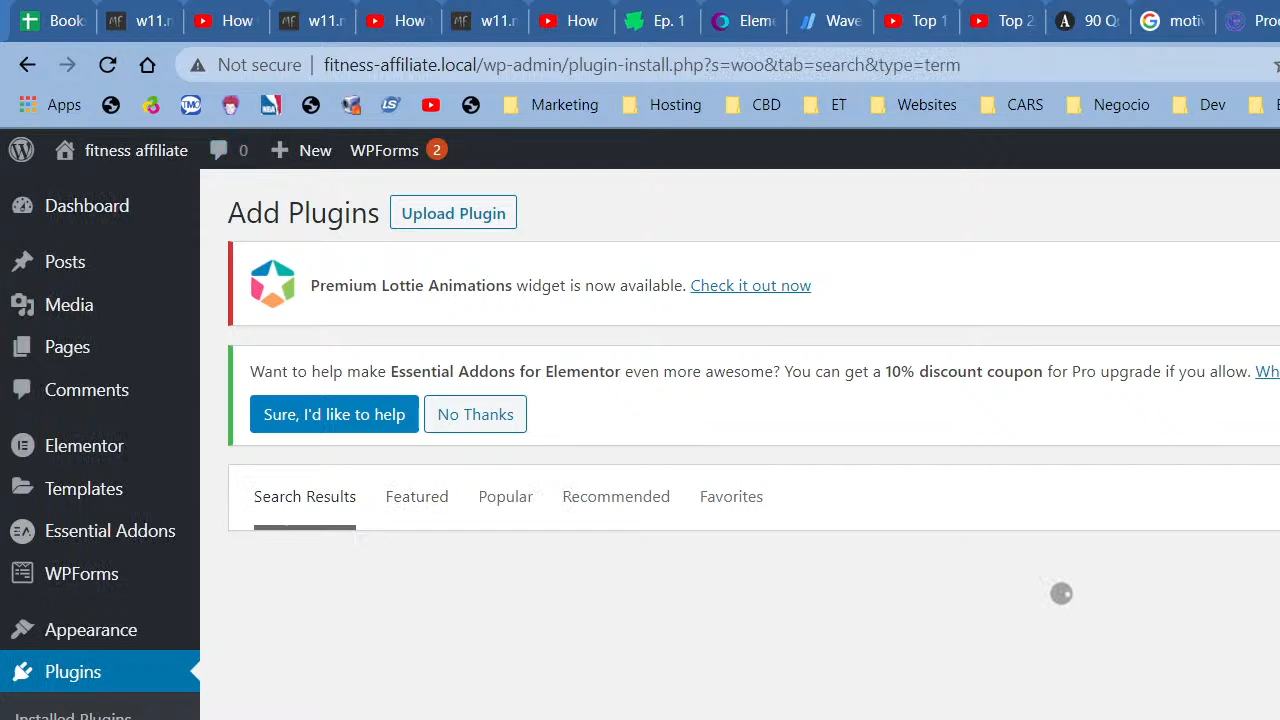 Book
w11.r
How
w11.r
How
w11.r
How
Ep. 1
Elem
Wave
Top 1
Top 2
90 Q
moti
Pro
Not secure
fitness-affiliate.local/wp-admin/plugin-install.php?s=woo&tab=search&type=term
Apps
Marketing
Hosting
CBD
ET
Websites
CARS
Negocio
Dev
fitness affiliate
0
New
WPForms 2
Dashboard
Posts
Media
Pages
Comments
Elementor
Templates
Essential Addons
WPForms
Appearance
Plugins
Installed Plugins
Add Plugins
Upload Plugin
Premium Lottie Animations widget is now available. Check it out now
Want to help make Essential Addons for Elementor even more awesome? You can get a 10% discount coupon for Pro upgrade if you allow. Wh
Sure, I'd like to help
No Thanks
Search Results
Featured
Popular
Recommended
Favorites